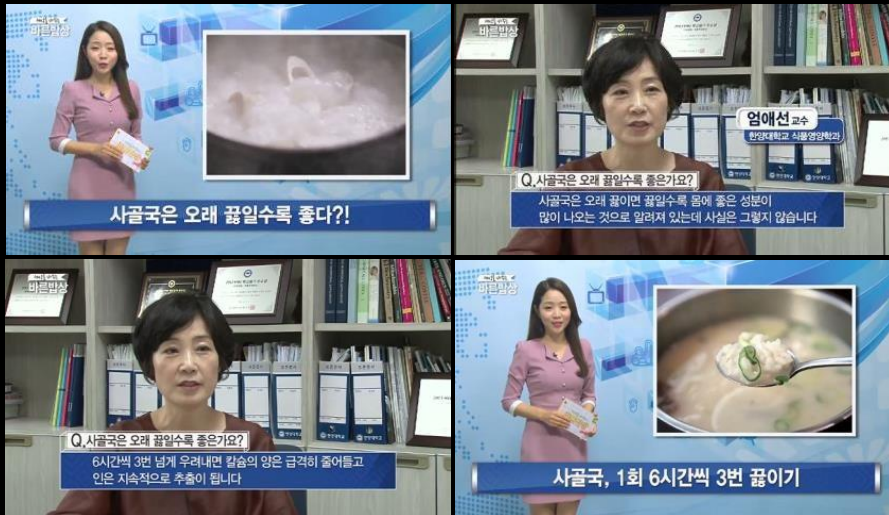 바른밥상
사골국은 오래 끓일수록 좋다?!
바른밥상
엄애선 교수
한양대학교 식품영양학과
Q.사골국은 오래 끓일수록 좋은가요?
사골국은 오래 끓이면 끓일수록 몸에 좋은 성분이
많이 나오는 것으로 알려져 있는데 사실은 그렇지 않습니다
바른밥상
Q.사골국은 오래 끓일수록 좋은가요?
6시간씩 3번 넘게 우려내면 칼슘의 양은 급격히 줄어들고
인은 지속적으로 추출이 됩니다
바른밥상
사골국, 1회 6시간씩 3번 끓이기